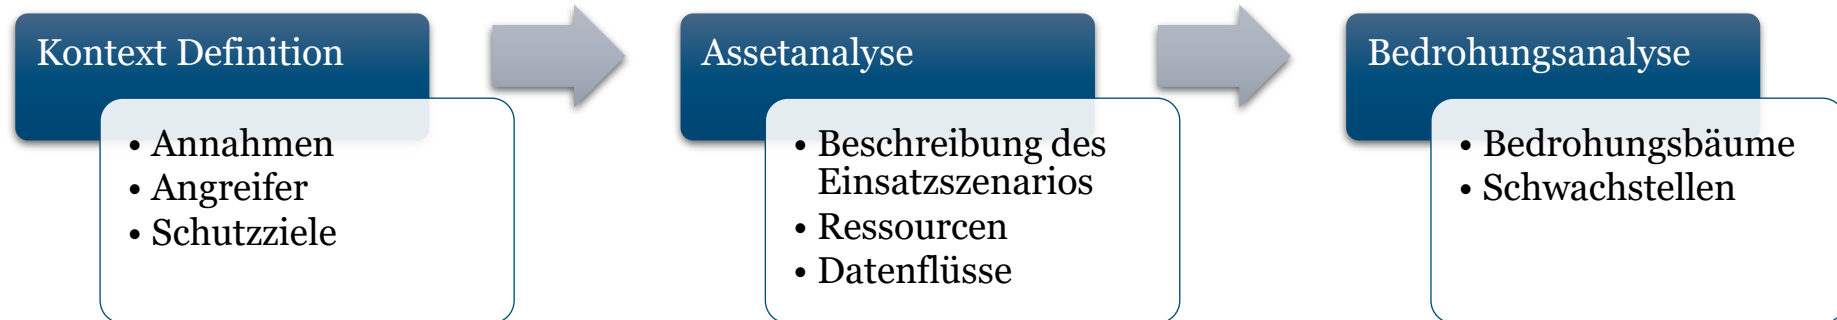 Kontext Definition
• Annahmen
• Angreifer
• Schutzziele
Assetanalyse
• Beschreibung des
Einsatzszenarios
• Ressourcen
• Datenflüsse
Bedrohungsanalyse
• Bedrohungsbäume
• Schwachstellen